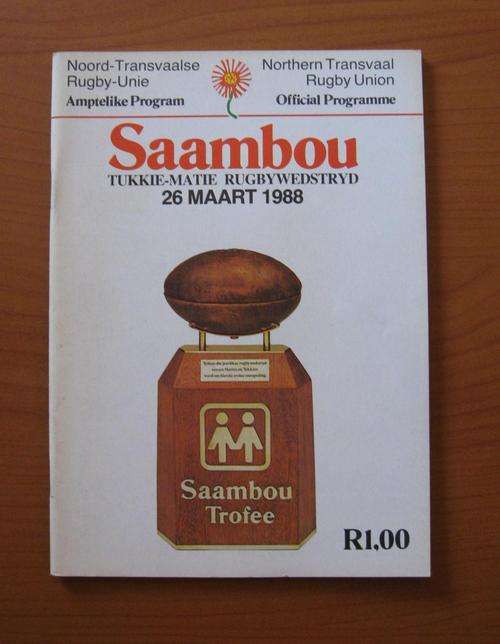 Noord-Transvaalse
Rugby-Unie
Amptelike Program
Northern Transvaal
Rugby Union
Official Programme
Saambou
TUKKIE-MATIE RUGBYWEDSTRYD
26 MAART 1988
Saambou
Trofee
R1,00